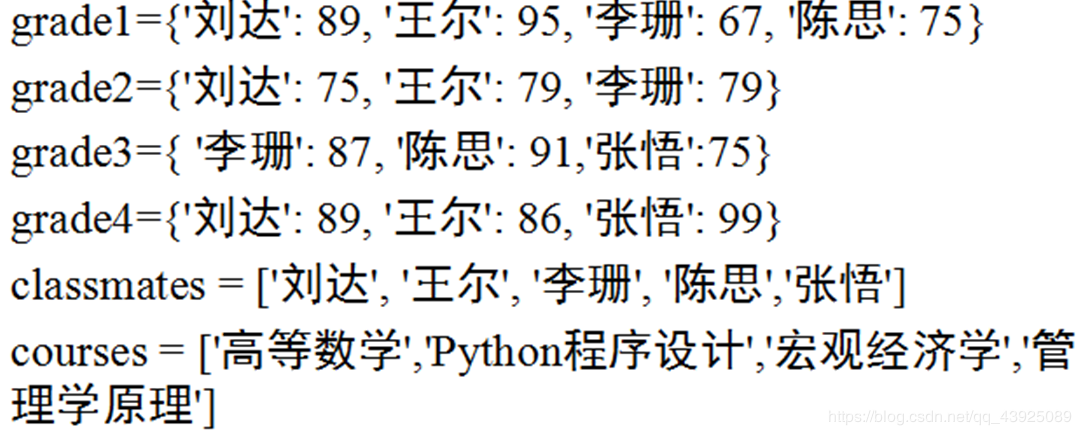 grade1={'刘达': 89, '王尔': 95, '李珊': 67, '陈思': 75}
grade2={'刘达': 75, '王尔': 79, '李珊': 79}
grade3={ '李珊': 87, '陈思': 91,'张悟':75}
grade4={'刘达': 89, '王尔': 86, '张悟': 99}
classmates = ['刘达', '王尔', '李珊', '陈思','张悟']
courses = ['高等数学','Python程序设计','宏观经济学','管
理学原理']
https://blog.csdn.net/qq_43925089